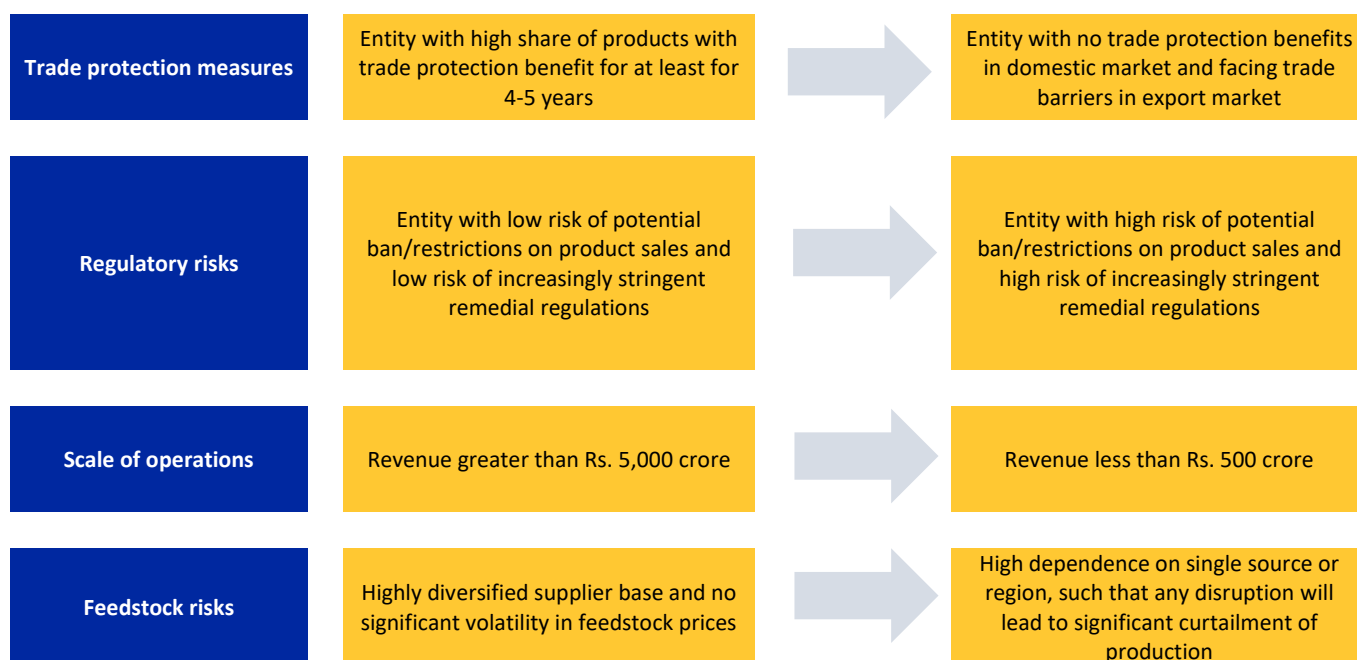 Trade protection measures
Entity with high share of products with
trade protection benefit for at least for
4-5 years
Entity with no trade protection benefits
in domestic market and facing trade
barriers in export market
Regulatory risks
Entity with low risk of potential
ban/restrictions on product sales and
low risk of increasingly stringent
remedial regulations
Entity with high risk of potential
ban/restrictions on product sales and
high risk of increasingly stringent
remedial regulations
Scale of operations
Revenue greater than Rs. 5,000 crore
Revenue less than Rs. 500 crore
Feedstock risks
Highly diversified supplier base and no
significant volatility in feedstock prices
High dependence on single source or
region, such that any disruption will
lead to significant curtailment of
production